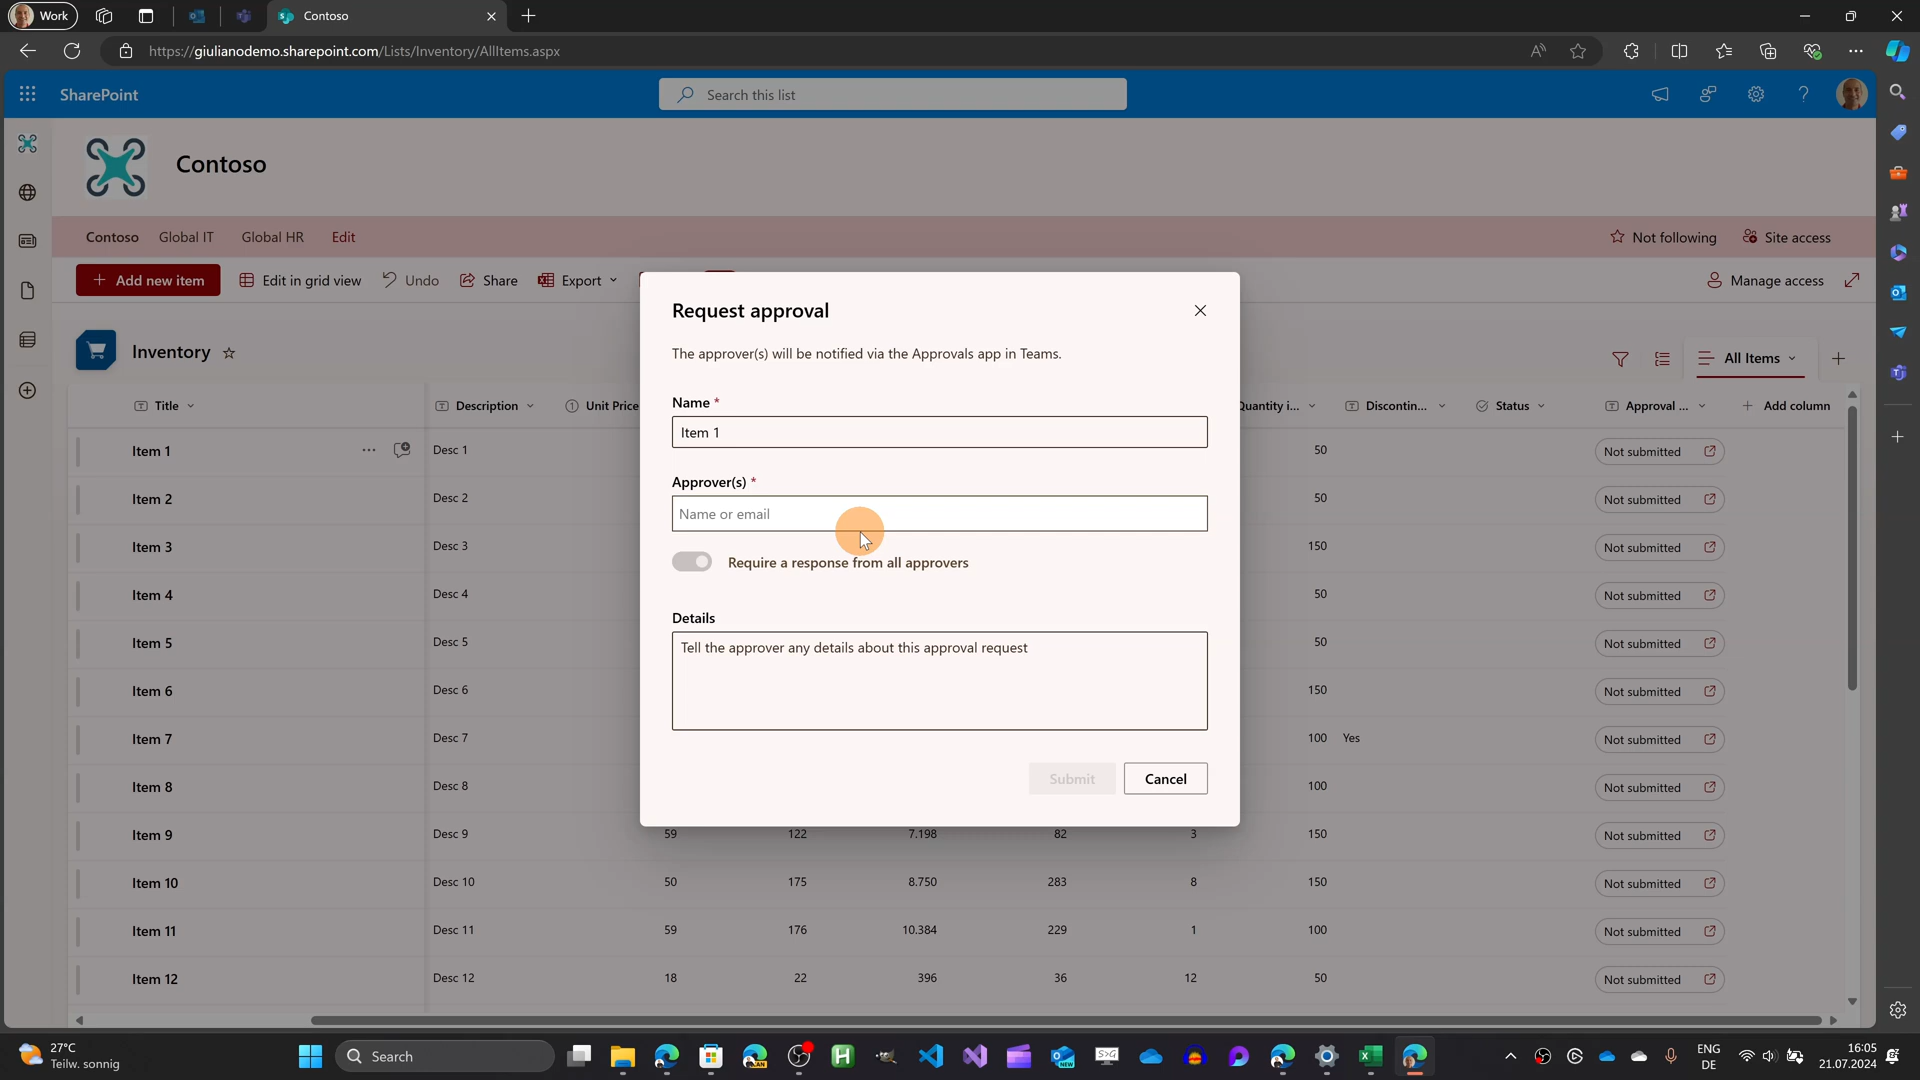 Work
Contoso
https://giulianodemo.sharepoint.com/Lists/Inventory/AllItems.aspx
SharePoint
Search this list
Contoso
Contoso Global IT Global HR Edit
Not following Site access
Add new item Edit in grid view Undo Share Export
Manage access
Inventory
All Items
Title Description Unit Price Quantity i... Discontin... Status Approval ... Add column
Request approval
The approver(s) will be notified via the Approvals app in Teams.
Name *
Item 1
Approver(s) *
Name or email
Require a response from all approvers
Details
Tell the approver any details about this approval request
Submit Cancel
Item 1 Desc 1 50 Not submitted
Item 2 Desc 2 50 Not submitted
Item 3 Desc 3 150 Not submitted
Item 4 Desc 4 50 Not submitted
Item 5 Desc 5 50 Not submitted
Item 6 Desc 6 150 Not submitted
Item 7 Desc 7 100 Yes Not submitted
Item 8 Desc 8 100 Not submitted
Item 9 Desc 9 59 122 7.198 82 3 150 Not submitted
Item 10 Desc 10 50 175 8.750 283 8 150 Not submitted
Item 11 Desc 11 59 176 10.384 229 1 100 Not submitted
Item 12 Desc 12 18 22 396 36 12 50 Not submitted
27°C
Teilw. sonnig
Search
ENG
DE
16:05
21.07.2024